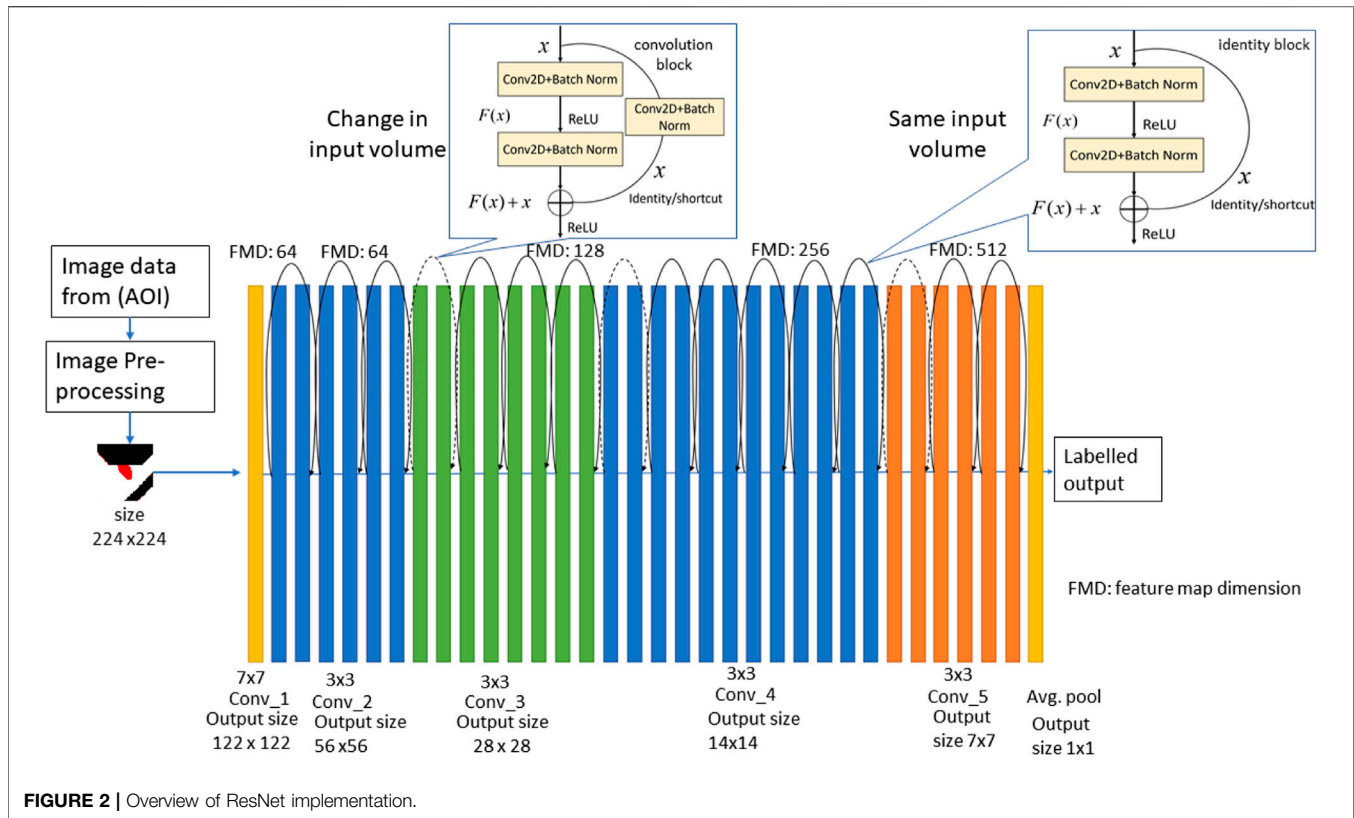 x
convolution
block
Conv2D+Batch Norm
F(x)
ReLU
Conv2D+Batch
Norm
Conv2D+Batch Norm
x
F(x) + x
Identity/shortcut
ReLU
Change in
input volume
x
identity block
Conv2D+Batch Norm
F(x)
ReLU
Conv2D+Batch Norm
x
F(x) + x
Identity/shortcut
ReLU
Same input
volume
Image data
from (AOI)
Image Pre-
processing
size
224 x224
FMD: 64
FMD: 64
FMD: 128
FMD: 256
FMD: 512
Labelled
output
FMD: feature map dimension
7x7
Conv_1
Output size
122 x 122
3x3
Conv_2
Output size
56 x56
3x3
Conv_3
Output size
28 x 28
3x3
Conv_4
Output size
14x14
3x3
Conv_5
Output
size 7x7
Avg. pool
Output
size 1x1
FIGURE 2 | Overview of ResNet implementation.